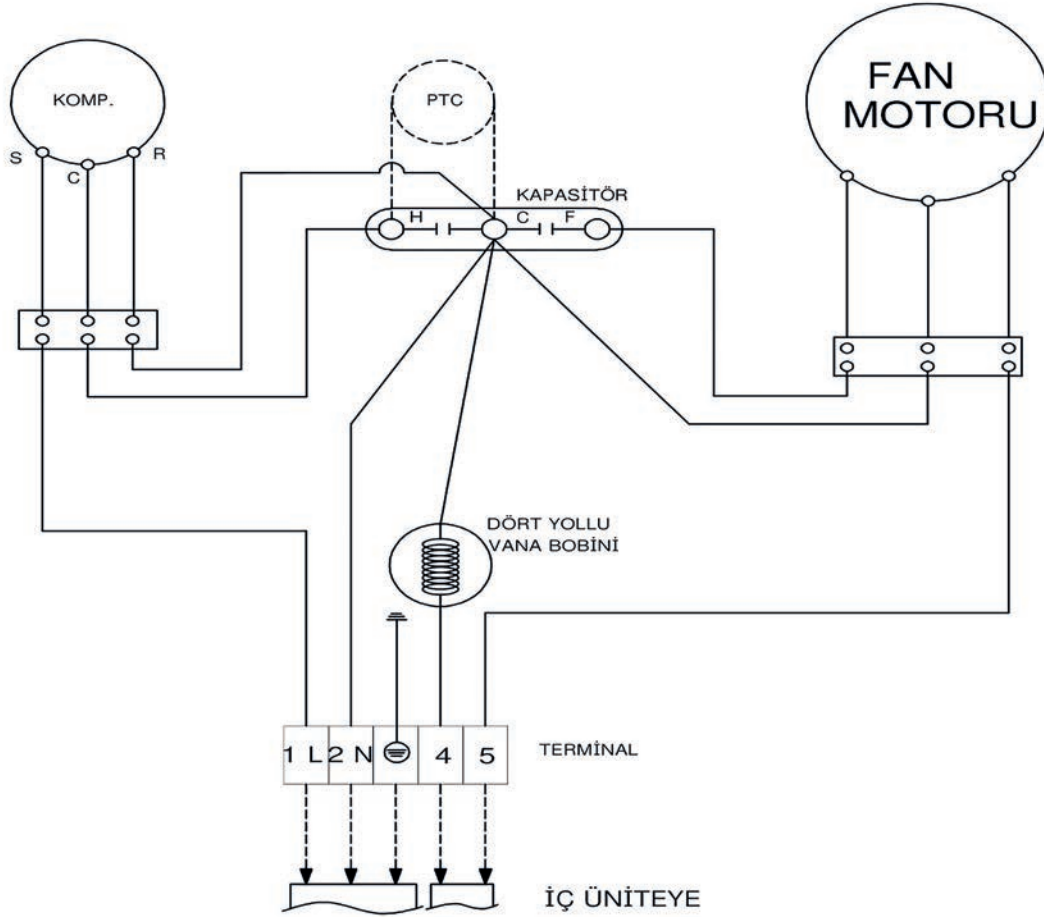 KOMP.
S
C
R
PTC
FAN
MOTORU
KAPASİTÖR
H
C
F
DÖRT YOLLU
VANA BOBİNİ
1 L
2 N
4
5
TERMİNAL
İÇ ÜNİTEYE